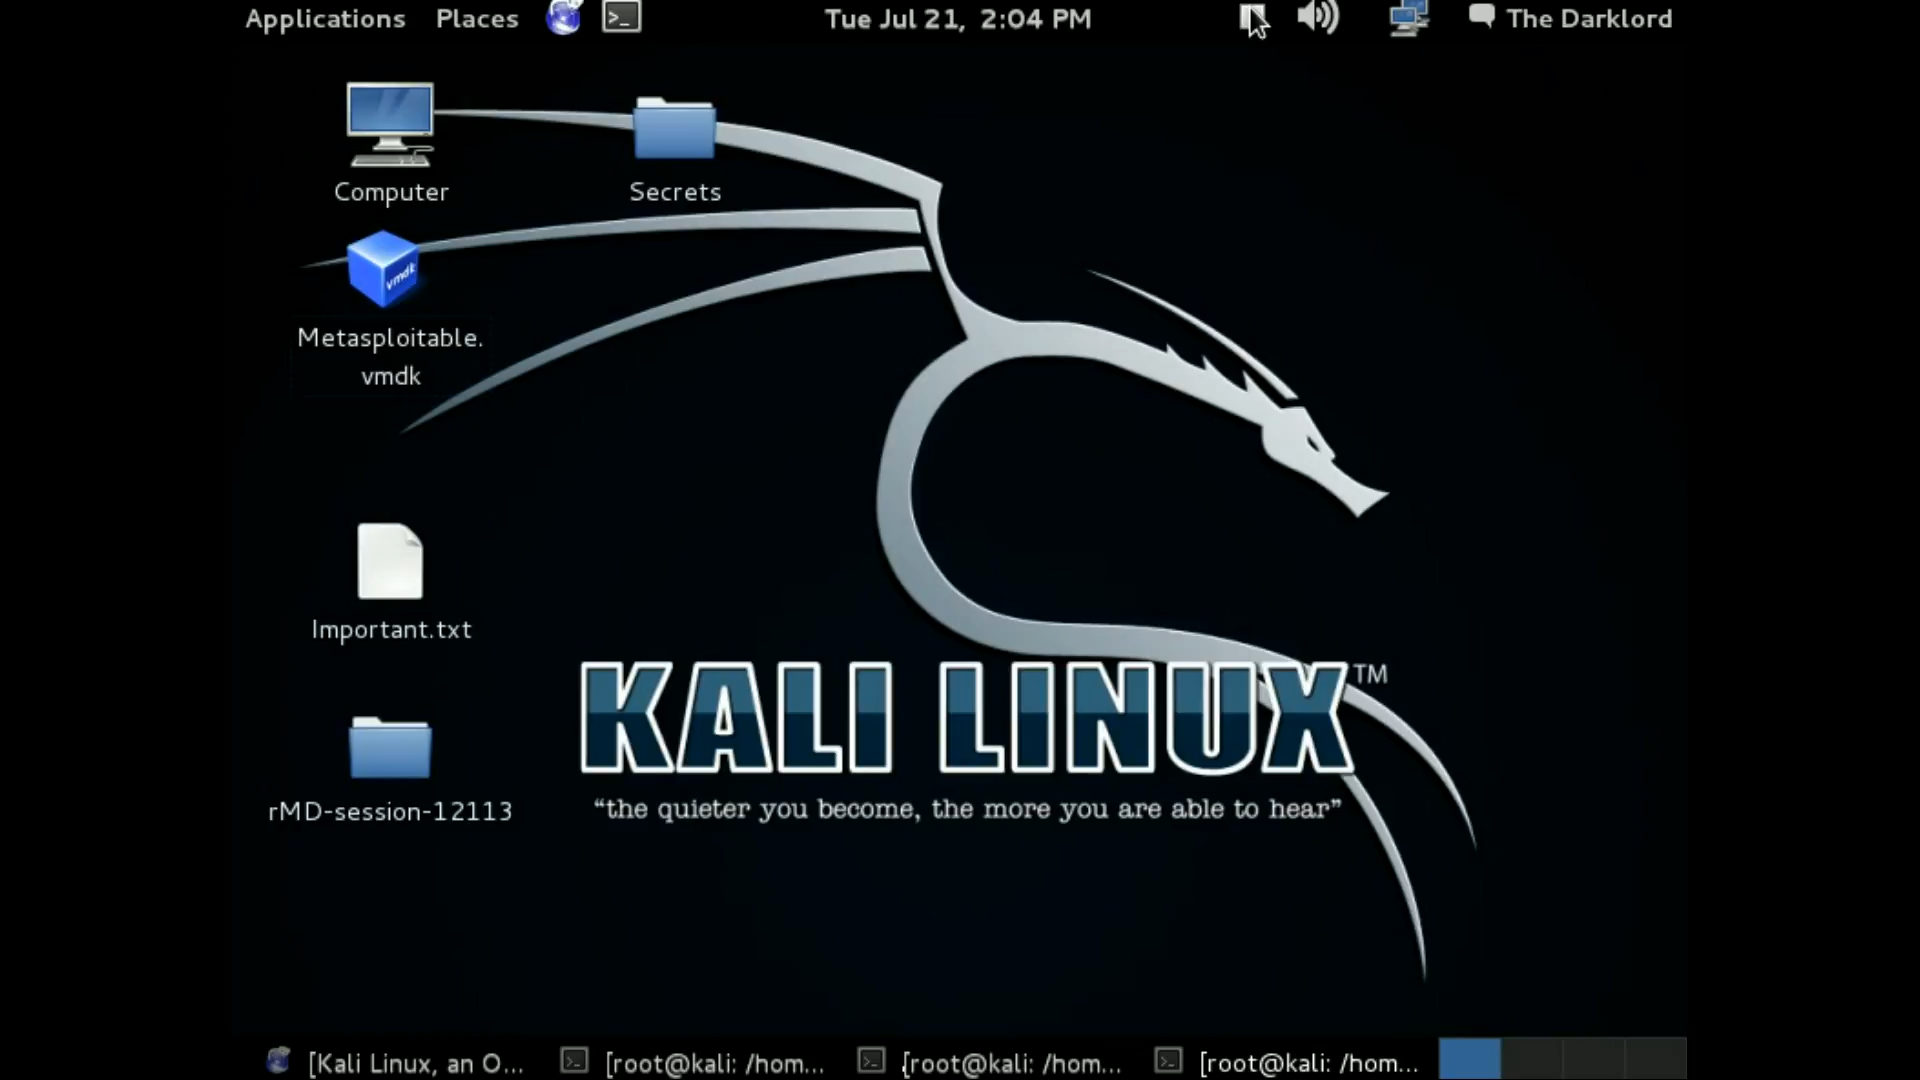 Applications Places Tue Jul 21, 2:04 PM The Darklord
Computer
Secrets
vmdk
Metasploitable.
vmdk
Important.txt
KALI LINUX™
rMD-session-12113
“the quieter you become, the more you are able to hear”
[Kali Linux, an O... [root@kali: /hom... [root@kali: /hom... [root@kali: /hom...